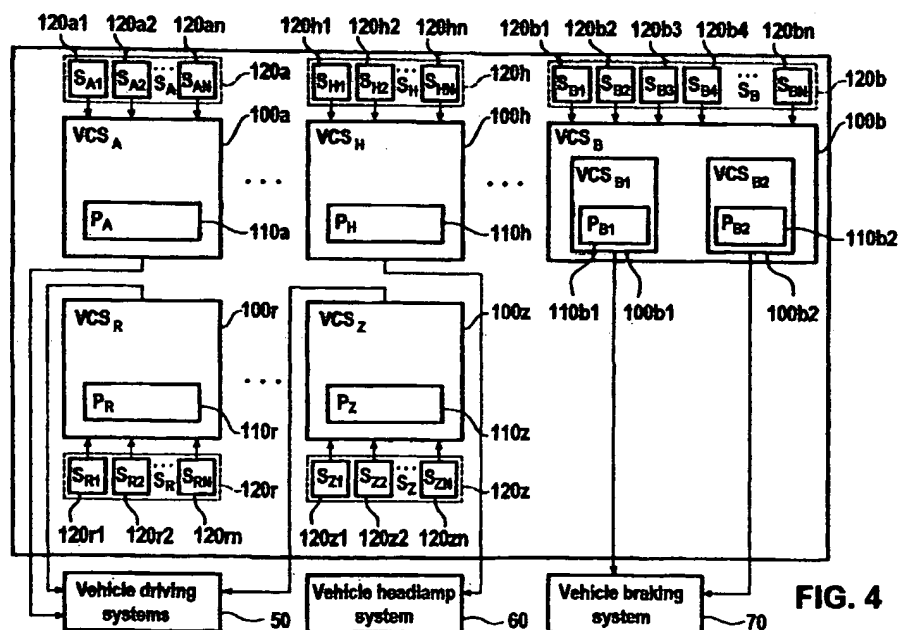 120a1 120a2 120an 120h1 120h2 120hn 120b1 120b2 120b3 120b4 120bn
SA1 SA2 ... SA SAN 120a SH1 SH2 ... SH SHN 120h SB1 SB2 SB3 SB4 ... SB SBN 120b
VCSA 100a VCSH 100h VCSB 100b
... ... VCSB1 VCSB2
PA 110a PH 110h PB1 PB2 110b2
110b1 100b1 100b2
VCSR 100r VCSZ 100z
...
PR 110r PZ 110z
SR1 SR2 ... SR SRN 120r SZ1 SZ2 ... SZ SZN 120z
120r1 120r2 120rn 120z1 120z2 120zn
Vehicle driving systems 50
Vehicle headlamp system 60
Vehicle braking system 70
FIG. 4